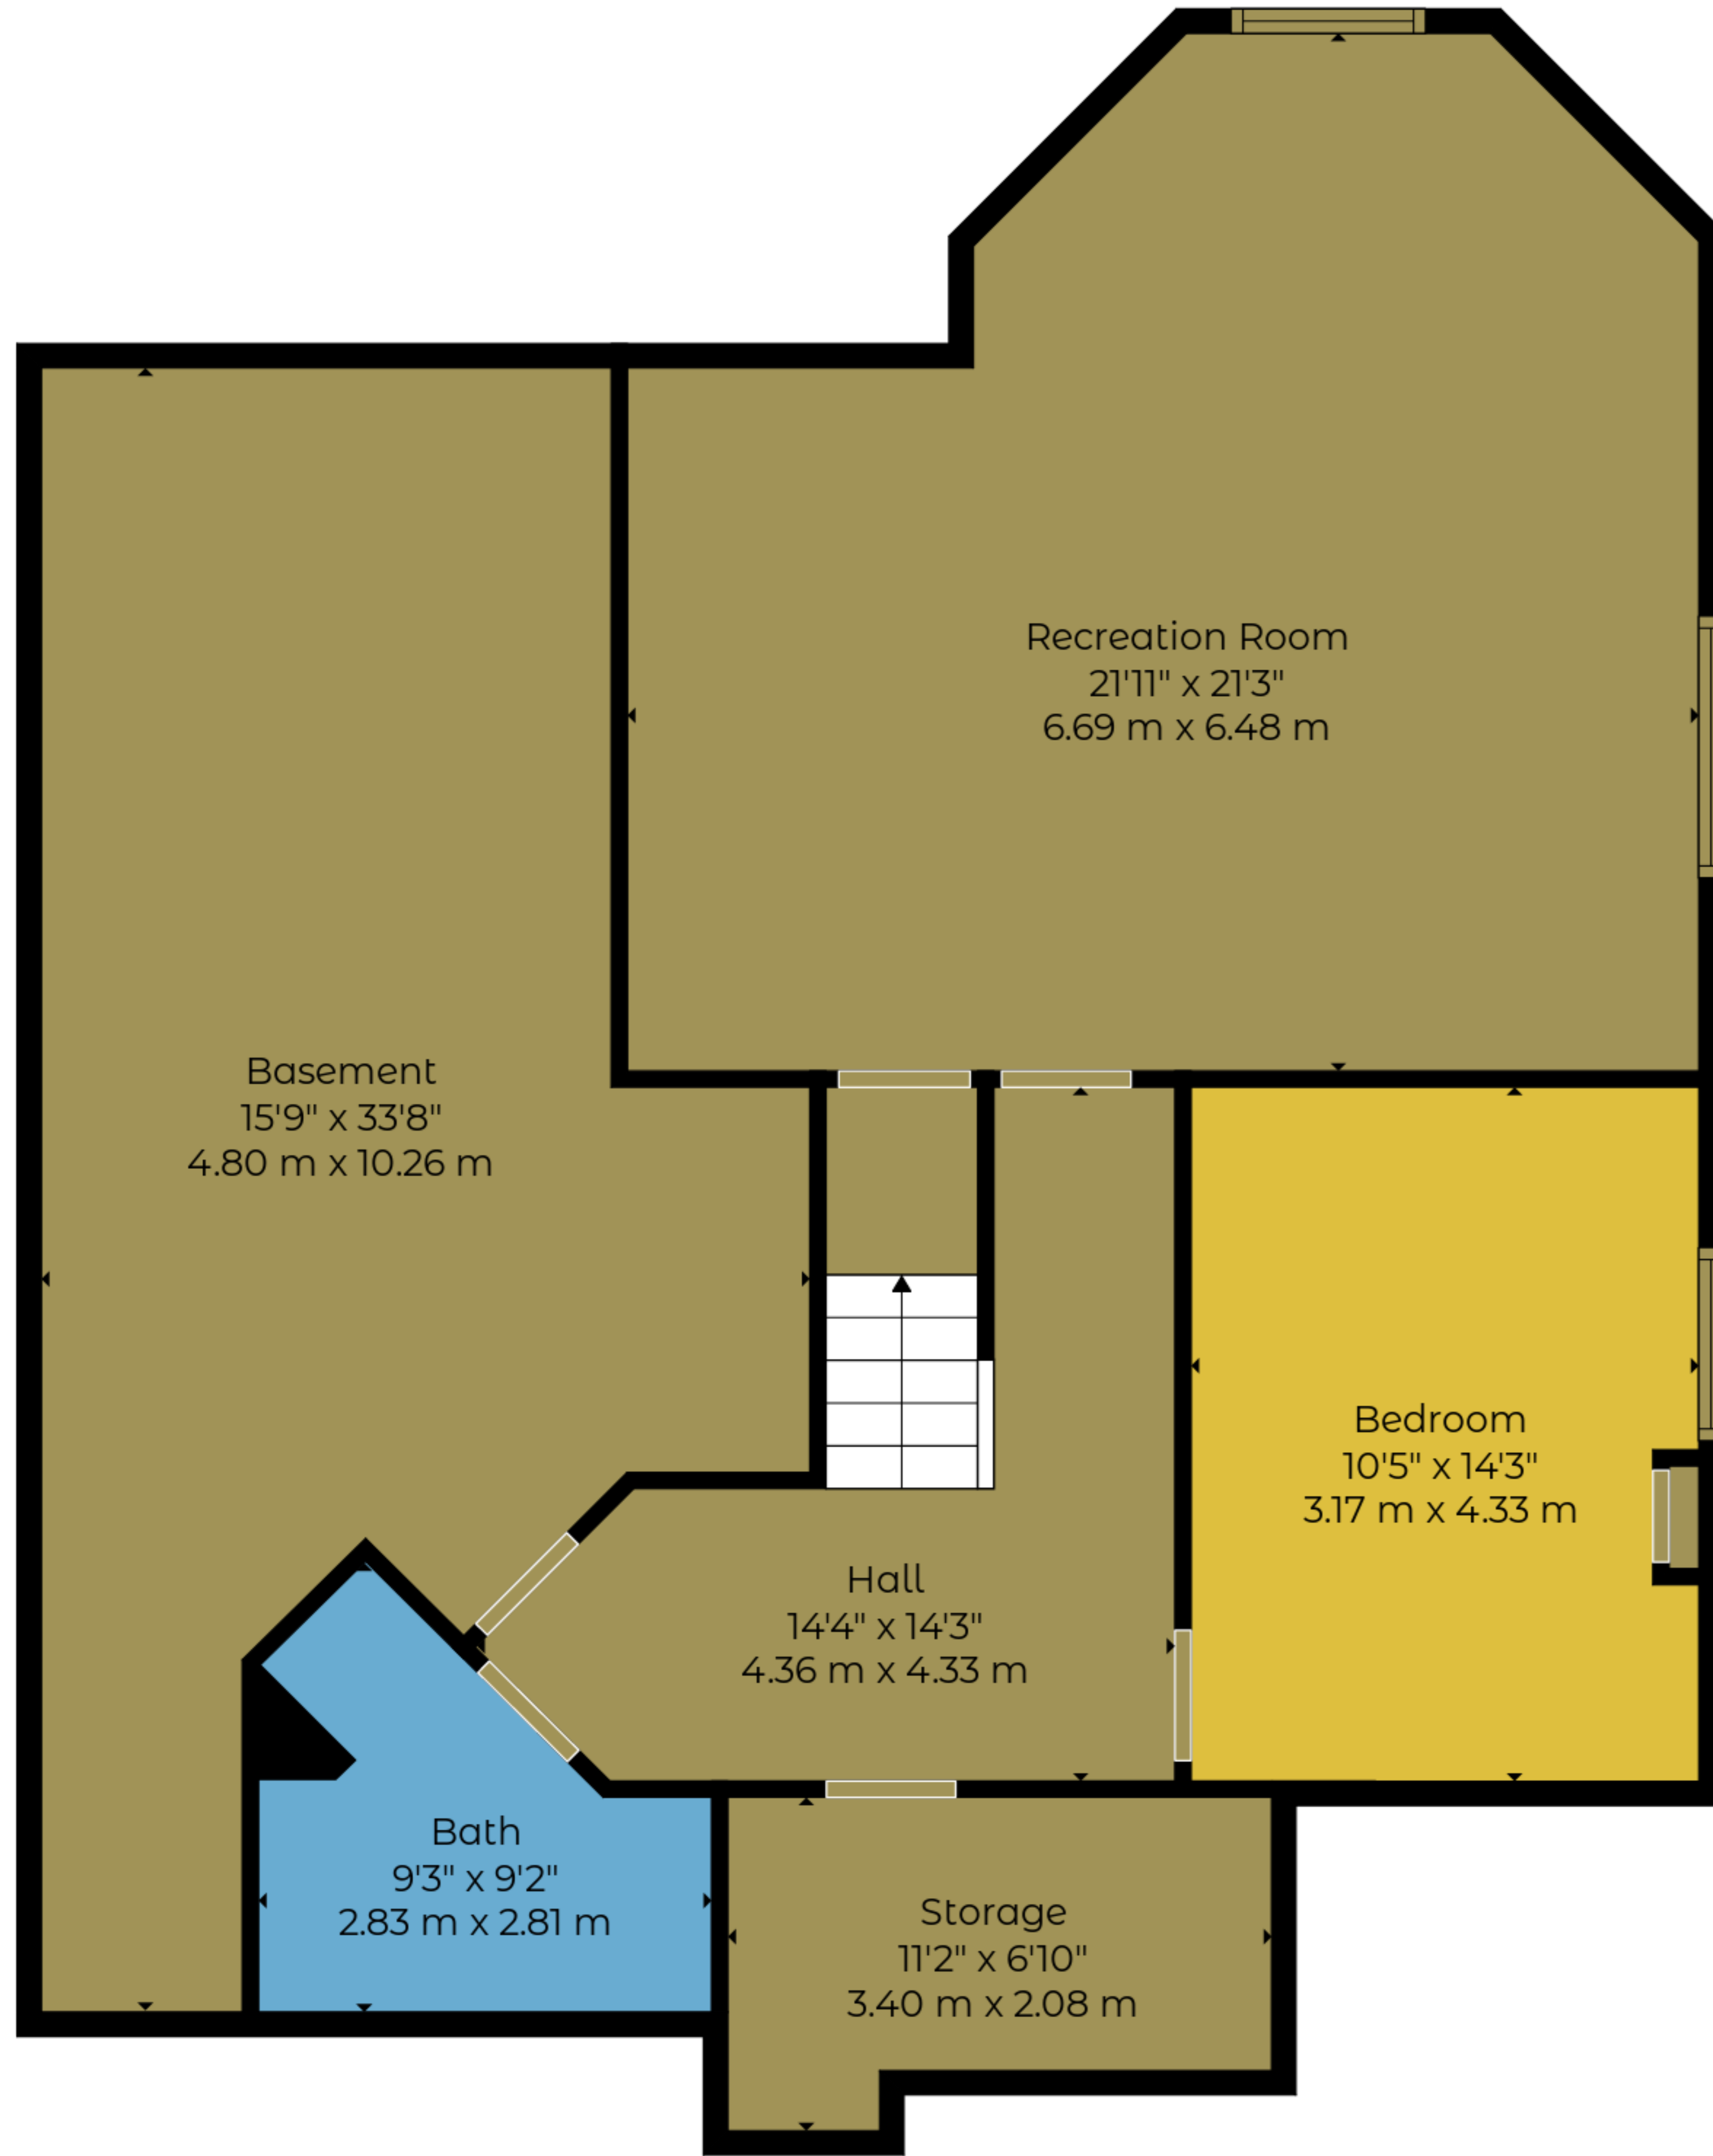 Recreation Room
21'11" x 21'3"
6.69 m x 6.48 m
Basement
15'9" x 33'8"
4.80 m x 10.26 m
Bedroom
10'5" x 14'3"
3.17 m x 4.33 m
Hall
14'4" x 14'3"
4.36 m x 4.33 m
Bath
9'3" x 9'2"
2.83 m x 2.81 m
Storage
11'2" x 6'10"
3.40 m x 2.08 m